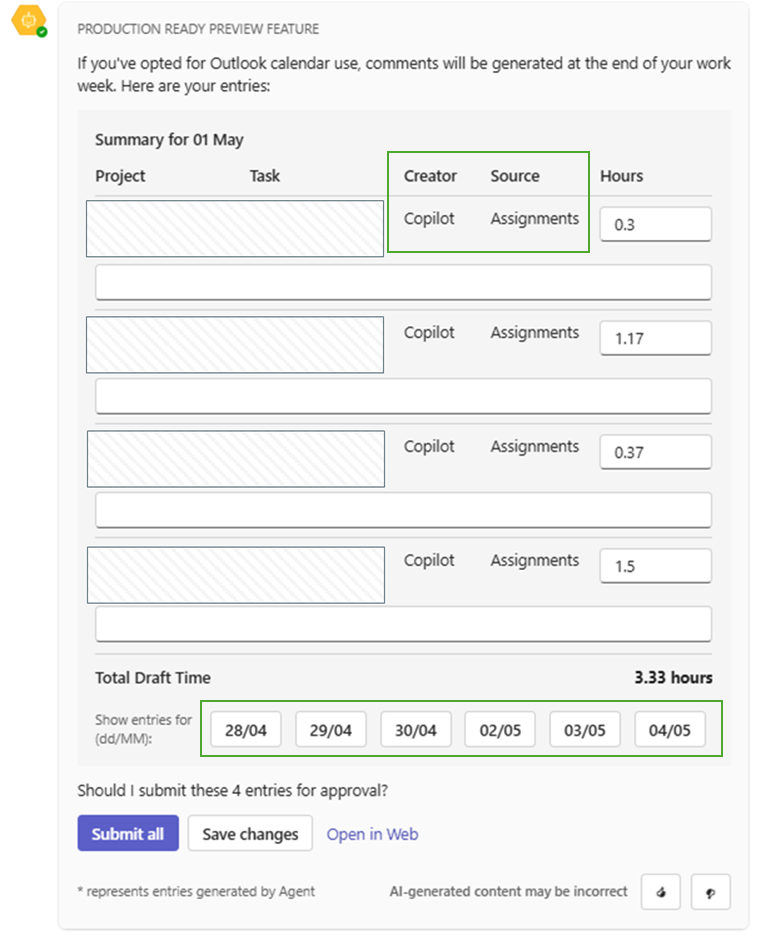 PRODUCTION READY PREVIEW FEATURE
If you've opted for Outlook calendar use, comments will be generated at the end of your work
week. Here are your entries:
Summary for 01 May
Project Task Creator Source Hours
Copilot Assignments 0.3
Copilot Assignments 1.17
Copilot Assignments 0.37
Copilot Assignments 1.5
Total Draft Time 3.33 hours
Show entries for
(dd/MM):
28/04 29/04 30/04 02/05 03/05 04/05
Should I submit these 4 entries for approval?
Submit all Save changes Open in Web
* represents entries generated by Agent AI-generated content may be incorrect